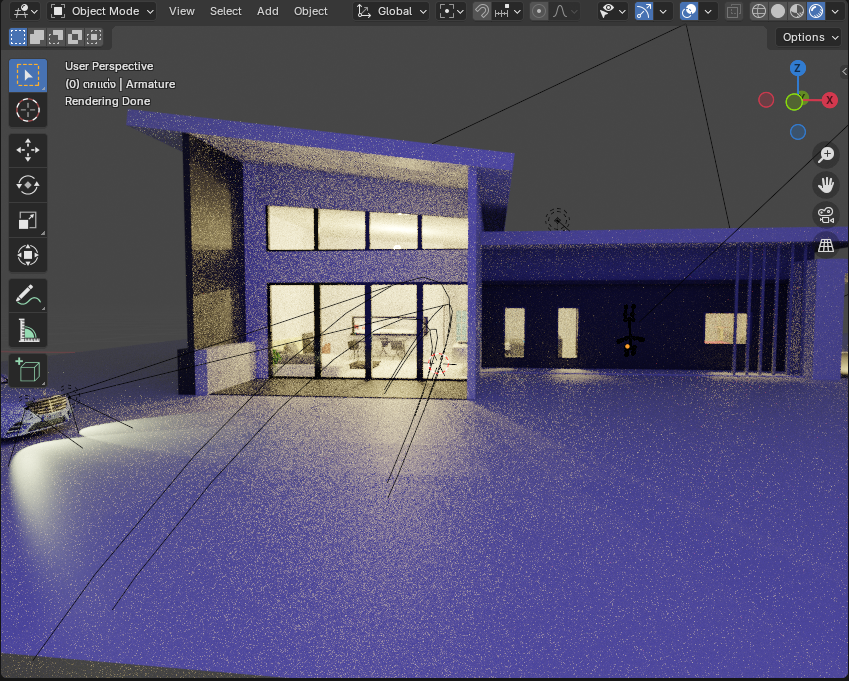 Object Mode View Select Add Object Global
Options
User Perspective
(0) ตกแต่ง | Armature
Rendering Done
Z
Y
X